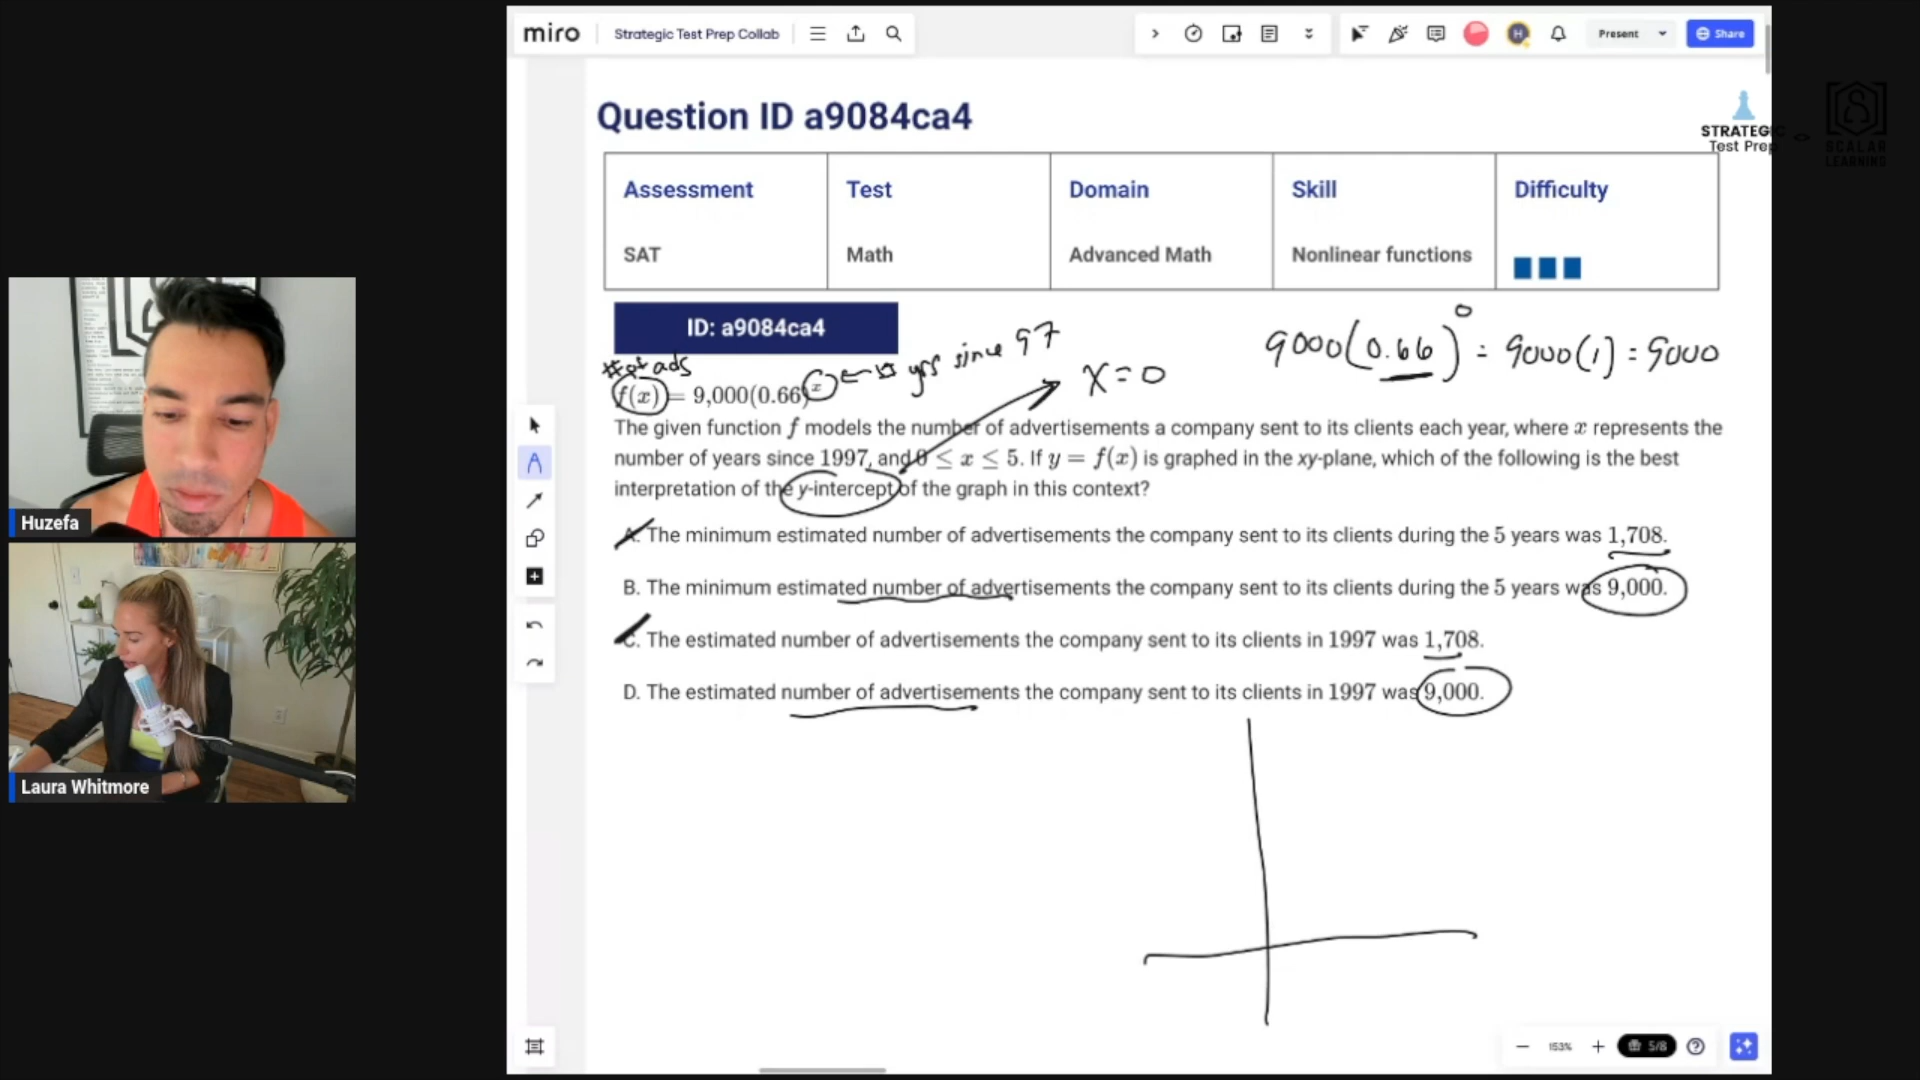 miro
Strategic Test Prep Collab
Present
Share
Question ID a9084ca4
STRATEGI
Test Prep
<>
SCALAR
LEARNING
Assessment
Test
Domain
Skill
Difficulty
SAT
Math
Advanced Math
Nonlinear functions
ID: a9084ca4
9000(0.66)^0 = 9000(1) = 9000
# of ads
yrs since 97
x = 0
f(x) = 9,000(0.66)^x
The given function f models the number of advertisements a company sent to its clients each year, where x represents the
number of years since 1997, and 0 ≤ x ≤ 5. If y = f(x) is graphed in the xy-plane, which of the following is the best
interpretation of the y-intercept of the graph in this context?
A. The minimum estimated number of advertisements the company sent to its clients during the 5 years was 1,708.
B. The minimum estimated number of advertisements the company sent to its clients during the 5 years was 9,000.
C. The estimated number of advertisements the company sent to its clients in 1997 was 1,708.
D. The estimated number of advertisements the company sent to its clients in 1997 was 9,000.
Huzefa
Laura Whitmore
153%
5/8